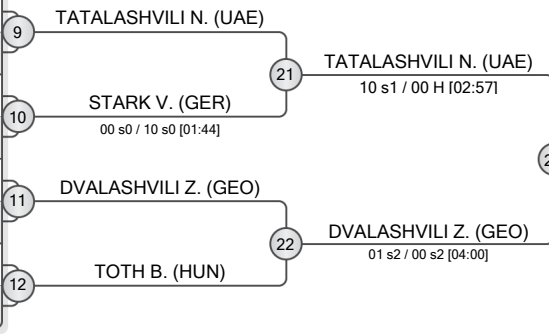 TATALASHVILI N. (UAE)
9
21
TATALASHVILI N. (UAE)
10 s1 / 00 H [02:57]
STARK V. (GER)
10
00 s0 / 10 s0 [01:44]
2
DVALASHVILI Z. (GEO)
11
22
DVALASHVILI Z. (GEO)
01 s2 / 00 s2 [04:00]
TOTH B. (HUN)
12